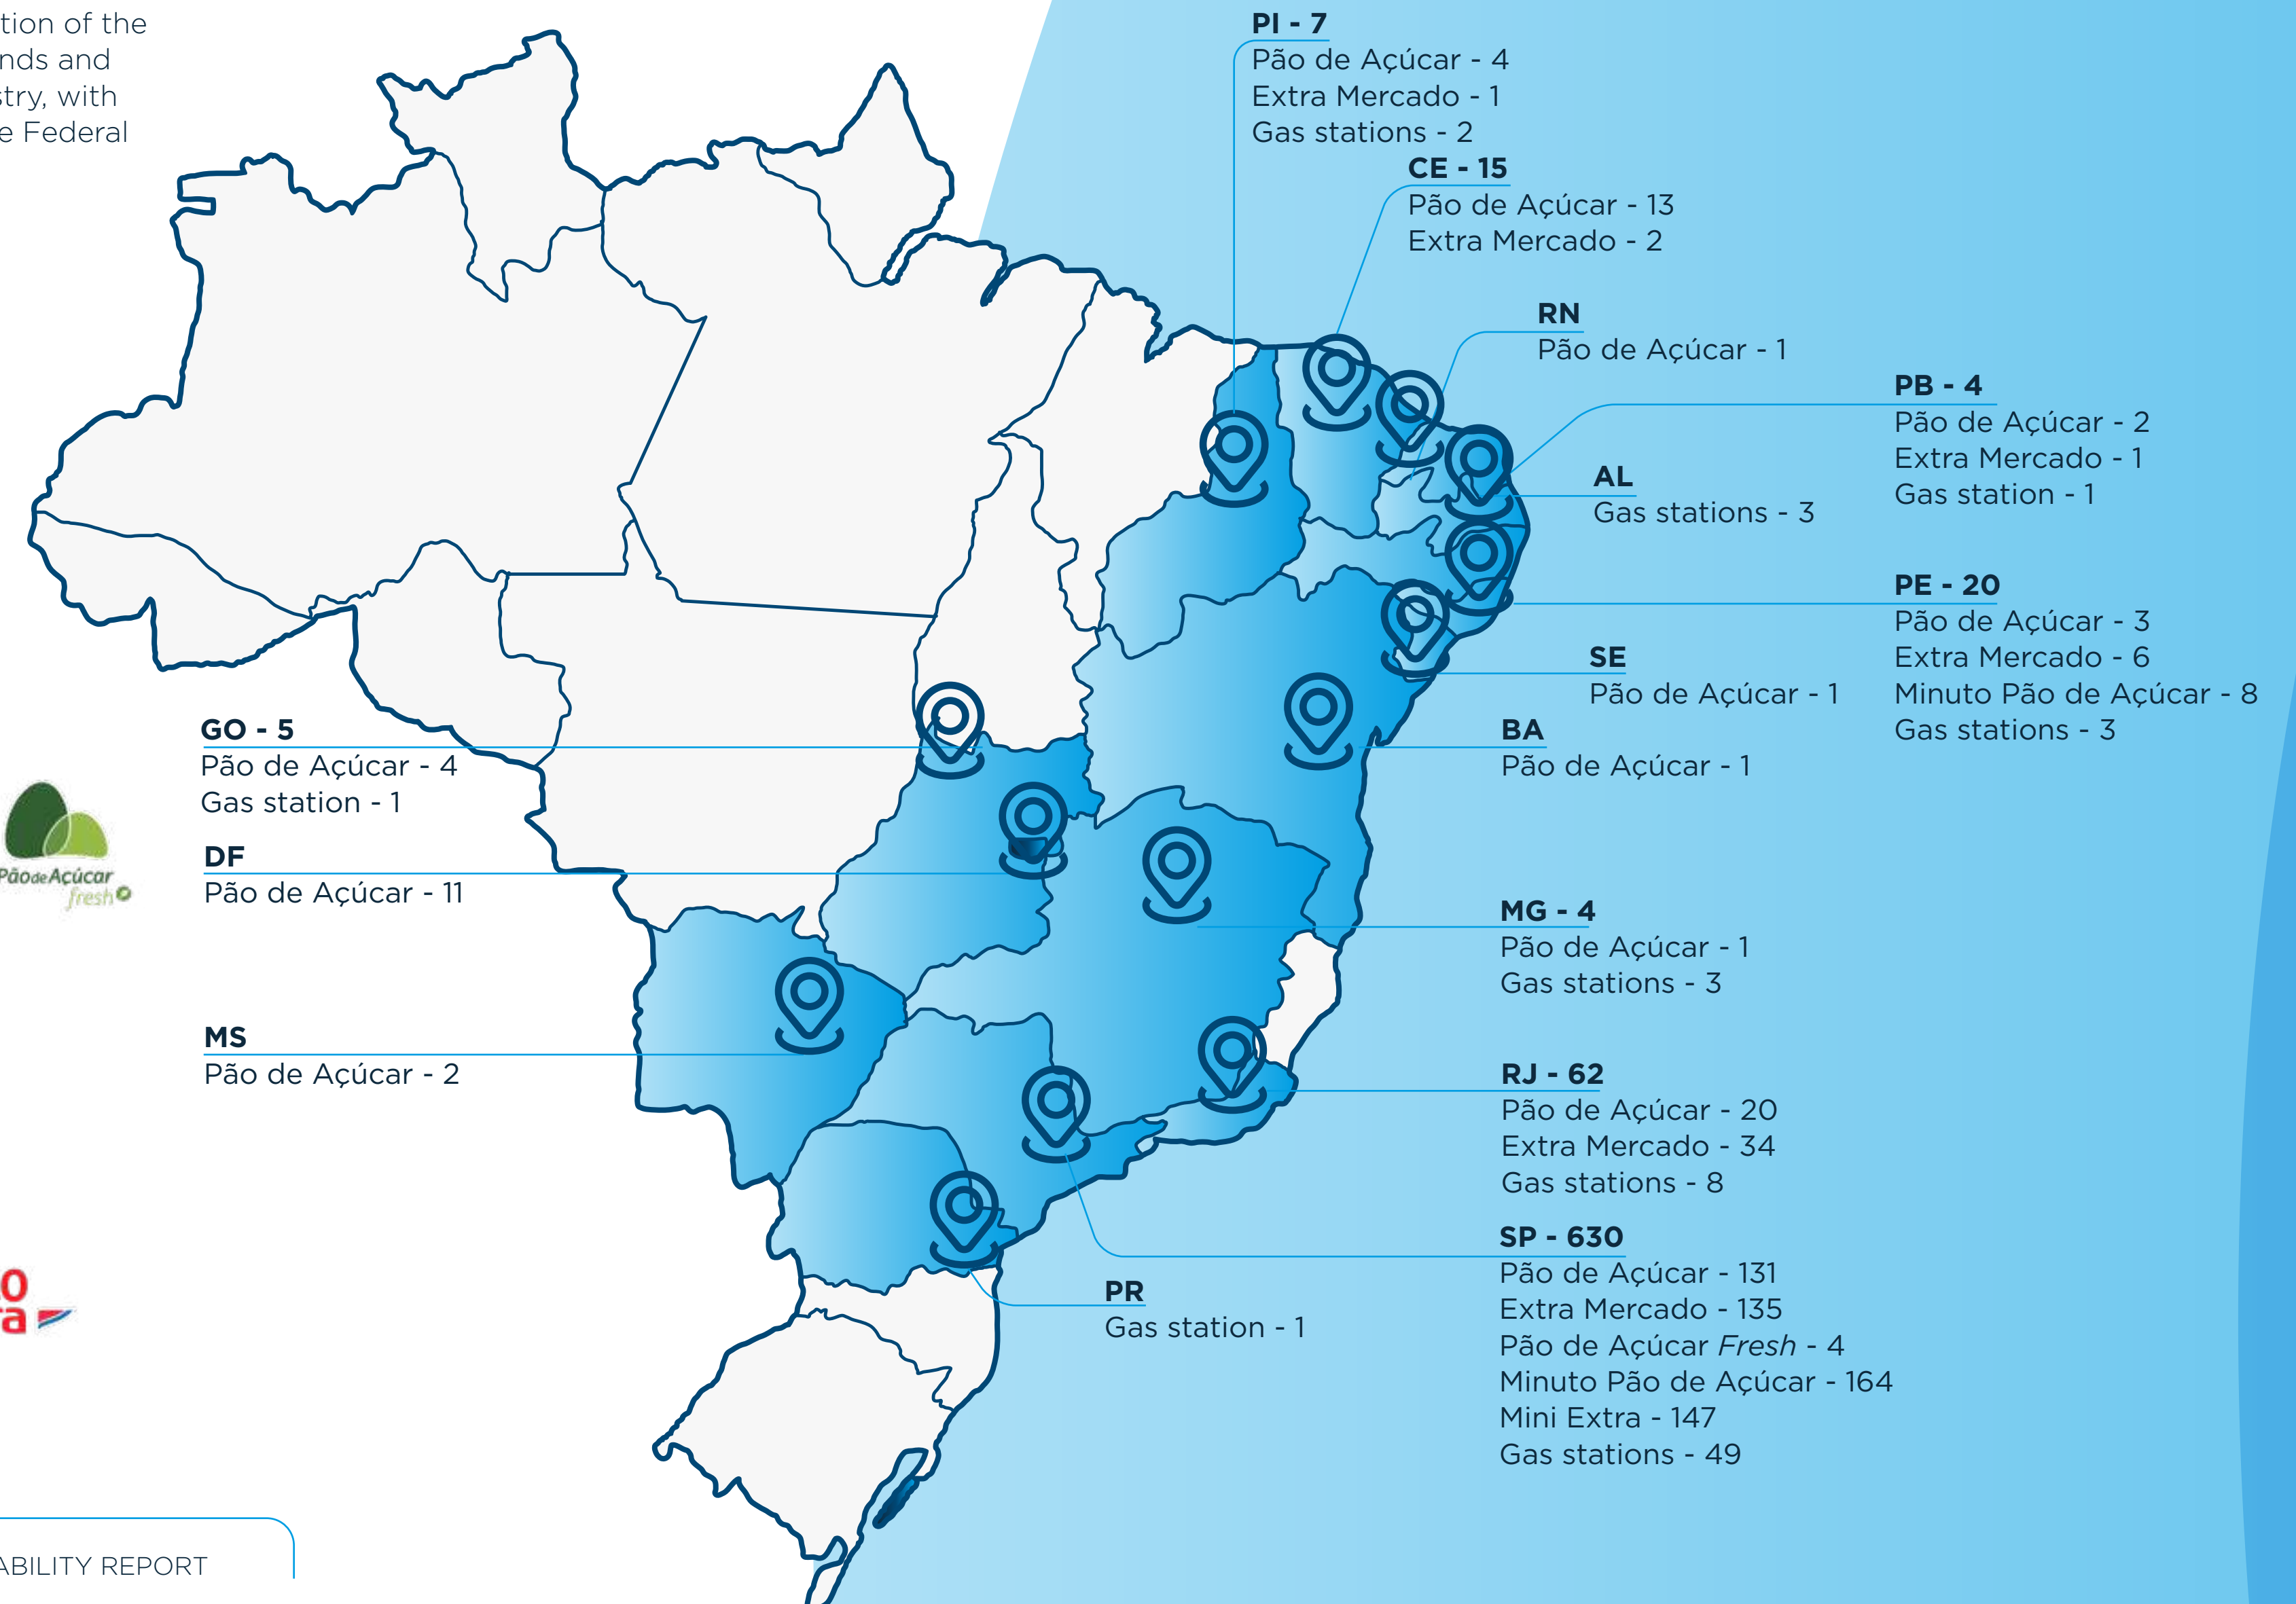 tion of the
nds and
stry, with
e Federal
PI - 7
Pão de Açúcar - 4
Extra Mercado - 1
Gas stations - 2
CE - 15
Pão de Açúcar - 13
Extra Mercado - 2
RN
Pão de Açúcar - 1
PB - 4
Pão de Açúcar - 2
Extra Mercado - 1
Gas station - 1
AL
Gas stations - 3
PE - 20
Pão de Açúcar - 3
Extra Mercado - 6
Minuto Pão de Açúcar - 8
Gas stations - 3
SE
Pão de Açúcar - 1
BA
Pão de Açúcar - 1
GO - 5
Pão de Açúcar - 4
Gas station - 1
PãodeAçúcar
fresh
DF
Pão de Açúcar - 11
MG - 4
Pão de Açúcar - 1
Gas stations - 3
MS
Pão de Açúcar - 2
RJ - 62
Pão de Açúcar - 20
Extra Mercado - 34
Gas stations - 8
SP - 630
Pão de Açúcar - 131
Extra Mercado - 135
Pão de Açúcar Fresh - 4
Minuto Pão de Açúcar - 164
Mini Extra - 147
Gas stations - 49
PR
Gas station - 1
o
a
ABILITY REPORT